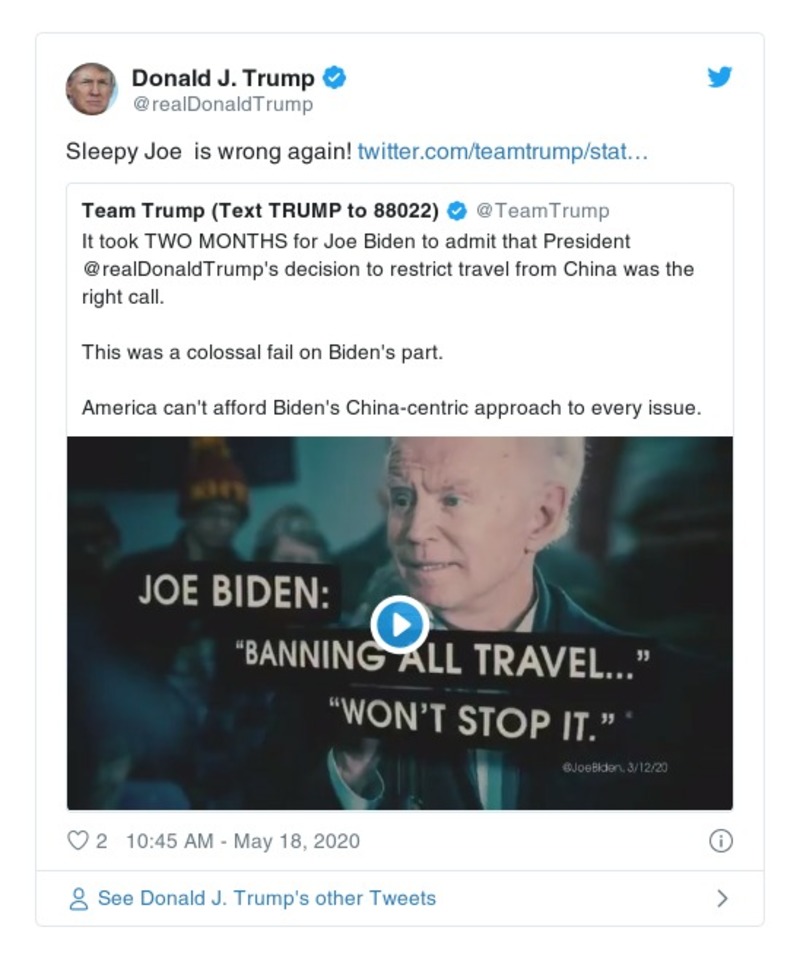 Donald J. Trump
@realDonaldTrump
Sleepy Joe  is wrong again! twitter.com/teamtrump/stat…
Team Trump (Text TRUMP to 88022) @TeamTrump
It took TWO MONTHS for Joe Biden to admit that President
@realDonaldTrump's decision to restrict travel from China was the
right call.
This was a colossal fail on Biden's part.
America can't afford Biden's China-centric approach to every issue.
JOE BIDEN:
“BANNING ALL TRAVEL...”
“WON’T STOP IT.”
@JoeBiden, 3/12/20
2 10:45 AM - May 18, 2020
See Donald J. Trump's other Tweets